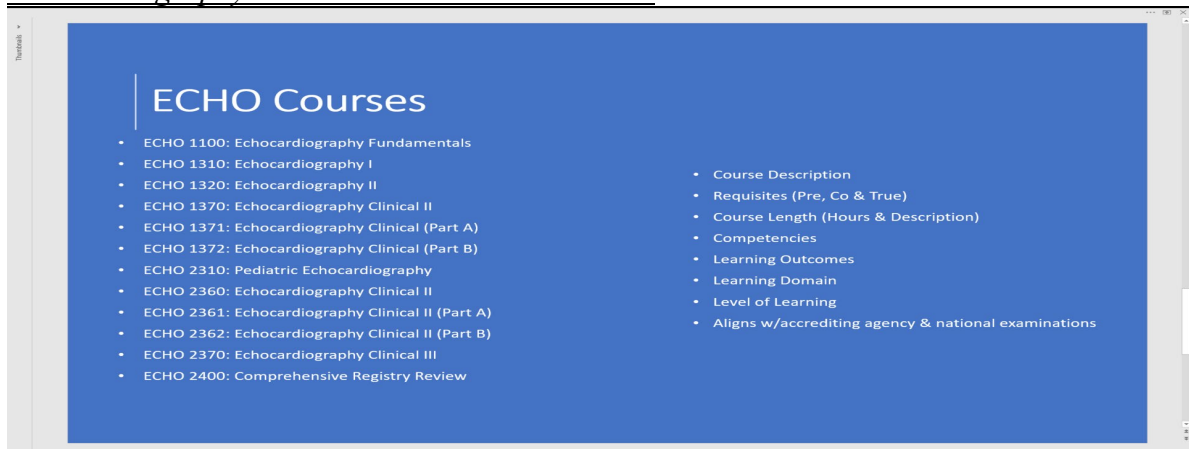 Thumbnails
ECHO Courses
• ECHO 1100: Echocardiography Fundamentals
• ECHO 1310: Echocardiography I
• ECHO 1320: Echocardiography II
• ECHO 1370: Echocardiography Clinical II
• ECHO 1371: Echocardiography Clinical (Part A)
• ECHO 1372: Echocardiography Clinical (Part B)
• ECHO 2310: Pediatric Echocardiography
• ECHO 2360: Echocardiography Clinical II
• ECHO 2361: Echocardiography Clinical II (Part A)
• ECHO 2362: Echocardiography Clinical II (Part B)
• ECHO 2370: Echocardiography Clinical III
• ECHO 2400: Comprehensive Registry Review
• Course Description
• Requisites (Pre, Co & True)
• Course Length (Hours & Description)
• Competencies
• Learning Outcomes
• Learning Domain
• Level of Learning
• Aligns w/accrediting agency & national examinations